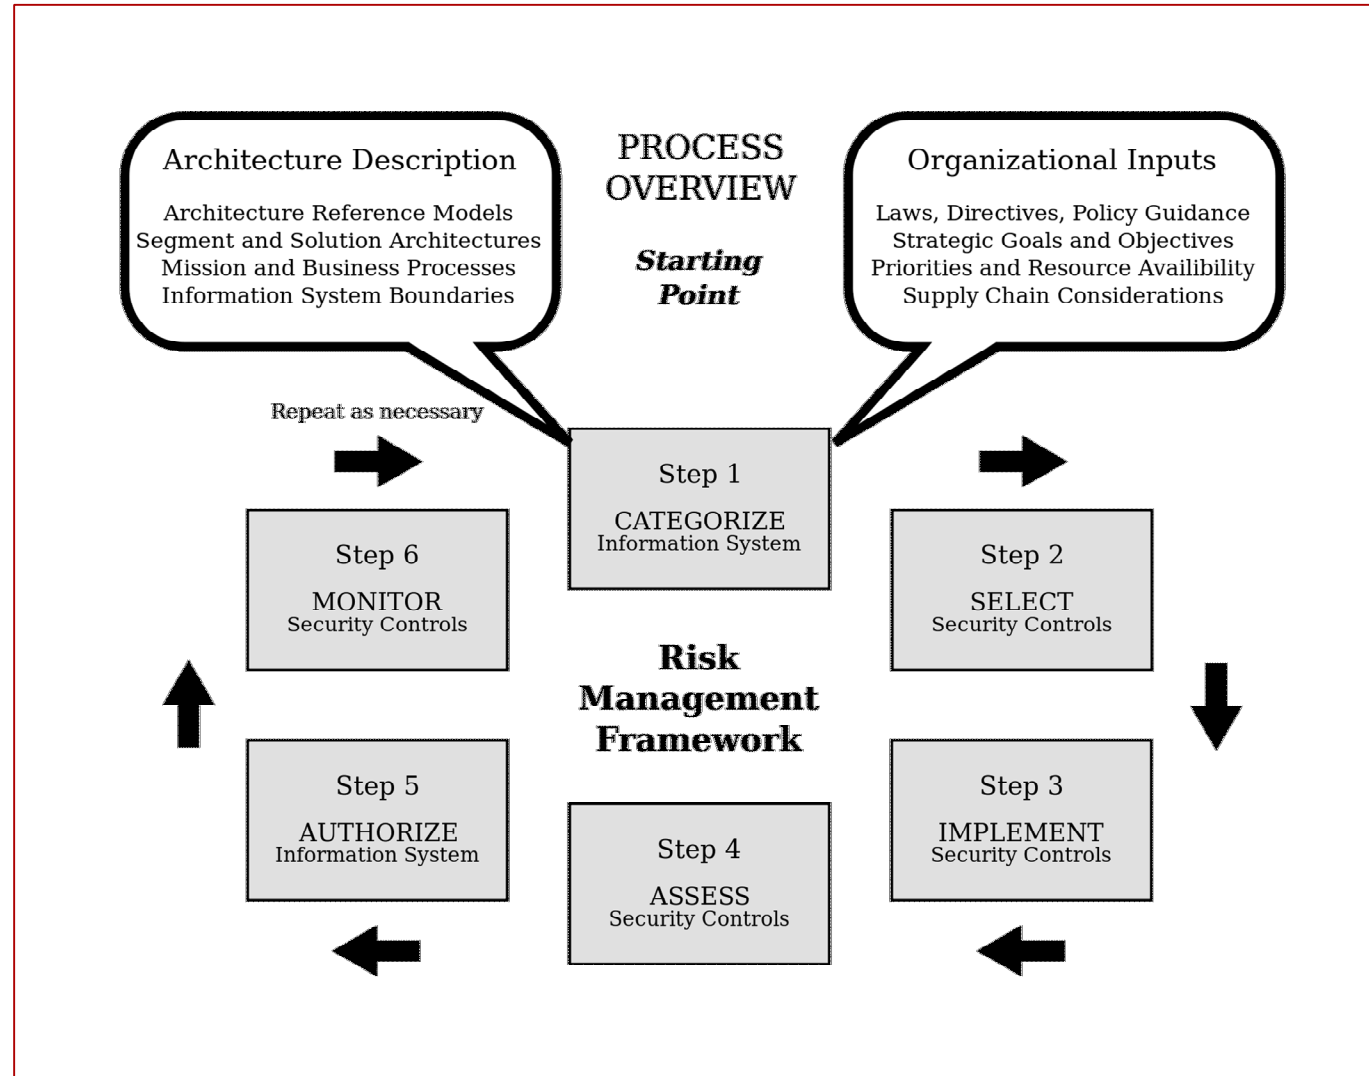 PROCESS
OVERVIEW
Starting
Point
Architecture Description
Architecture Reference Models
Segment and Solution Architectures
Mission and Business Processes
Information System Boundaries
Organizational Inputs
Laws, Directives, Policy Guidance
Strategic Goals and Objectives
Priorities and Resource Availibility
Supply Chain Considerations
Repeat as necessary
Step 1
CATEGORIZE
Information System
Step 2
SELECT
Security Controls
Step 3
IMPLEMENT
Security Controls
Step 4
ASSESS
Security Controls
Step 5
AUTHORIZE
Information System
Step 6
MONITOR
Security Controls
Risk
Management
Framework